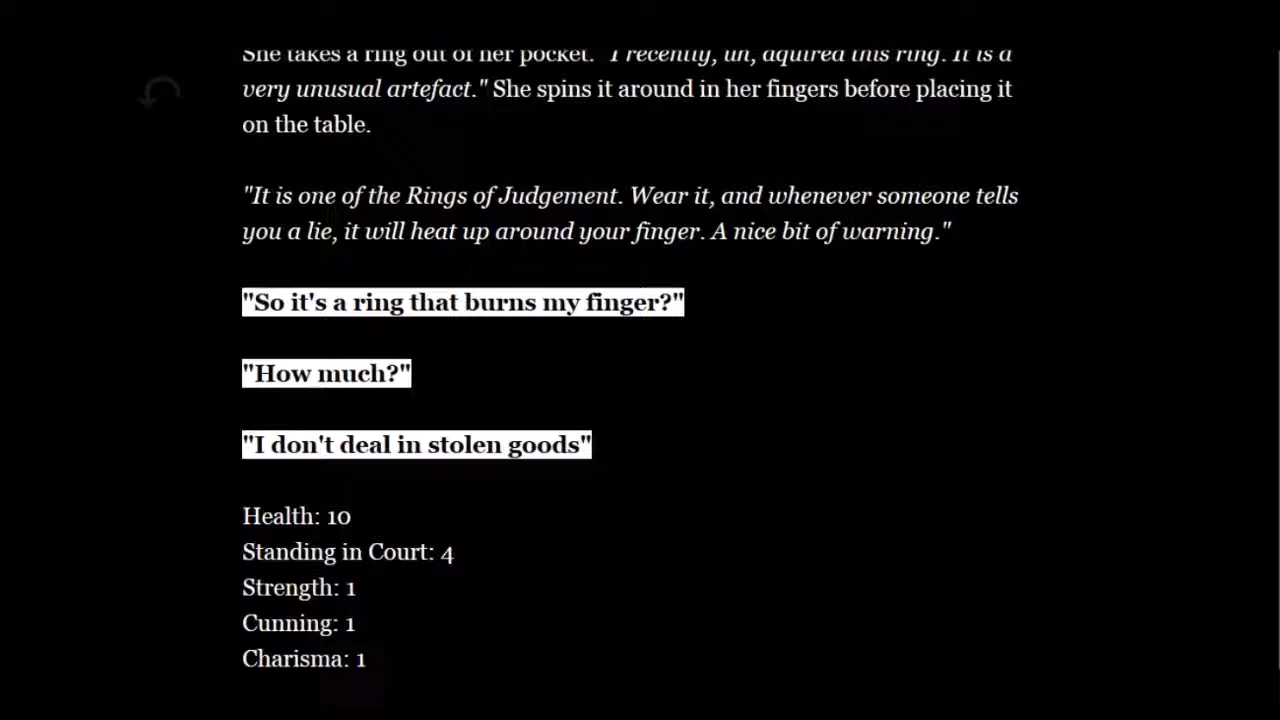 She takes a ring out of her pocket. "I recently, uh, aquired this ring. It is a
very unusual artefact." She spins it around in her fingers before placing it
on the table.
"It is one of the Rings of Judgement. Wear it, and whenever someone tells
you a lie, it will heat up around your finger. A nice bit of warning."
"So it's a ring that burns my finger?"
"How much?"
"I don't deal in stolen goods"
Health: 10
Standing in Court: 4
Strength: 1
Cunning: 1
Charisma: 1